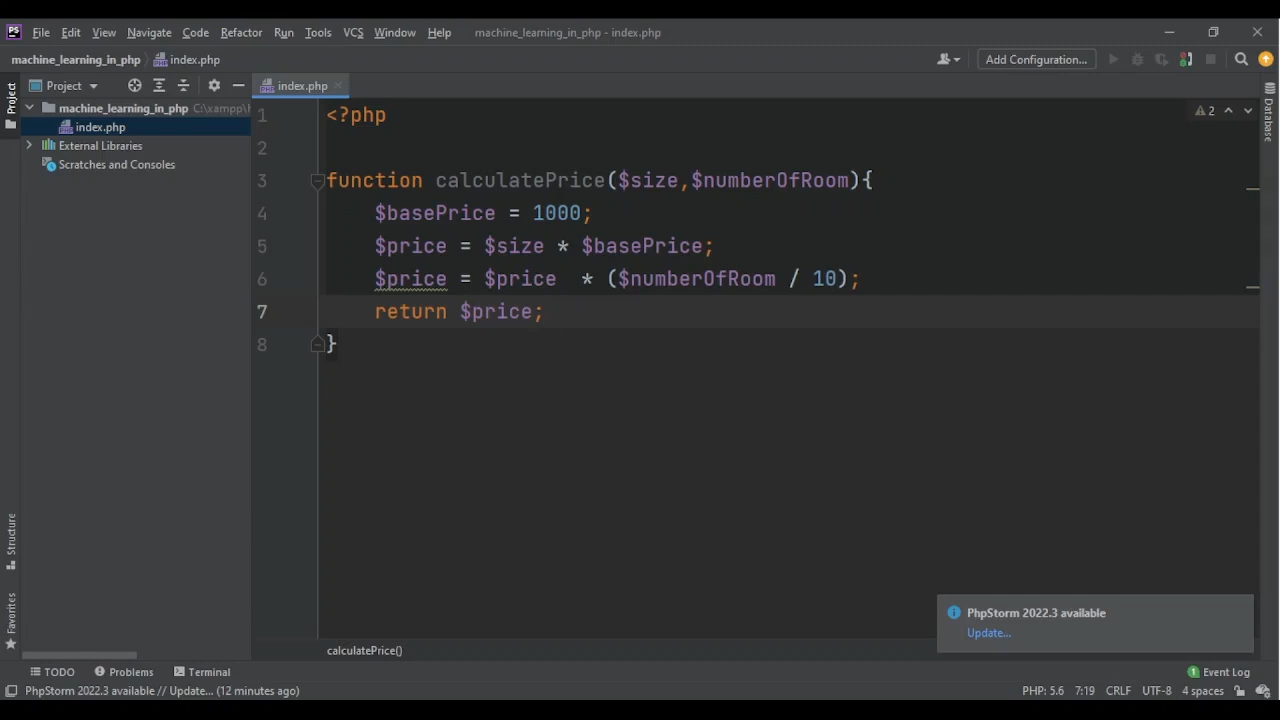 PS File Edit View Navigate Code Refactor Run Tools VCS Window Help machine_learning_in_php - index.php
machine_learning_in_php index.php Add Configuration...
Project index.php
machine_learning_in_php C:\xampp\h
index.php
External Libraries
Scratches and Consoles
Project
Structure
Favorites
1 <?php
2
3 function calculatePrice($size,$numberOfRoom){
4 $basePrice = 1000;
5 $price = $size * $basePrice;
6 $price = $price  * ($numberOfRoom / 10);
7 return $price;
8 }
2
Database
PhpStorm 2022.3 available
Update...
calculatePrice()
TODO Problems Terminal 1 Event Log
PhpStorm 2022.3 available // Update... (12 minutes ago) PHP: 5.6 7:19 CRLF UTF-8 4 spaces